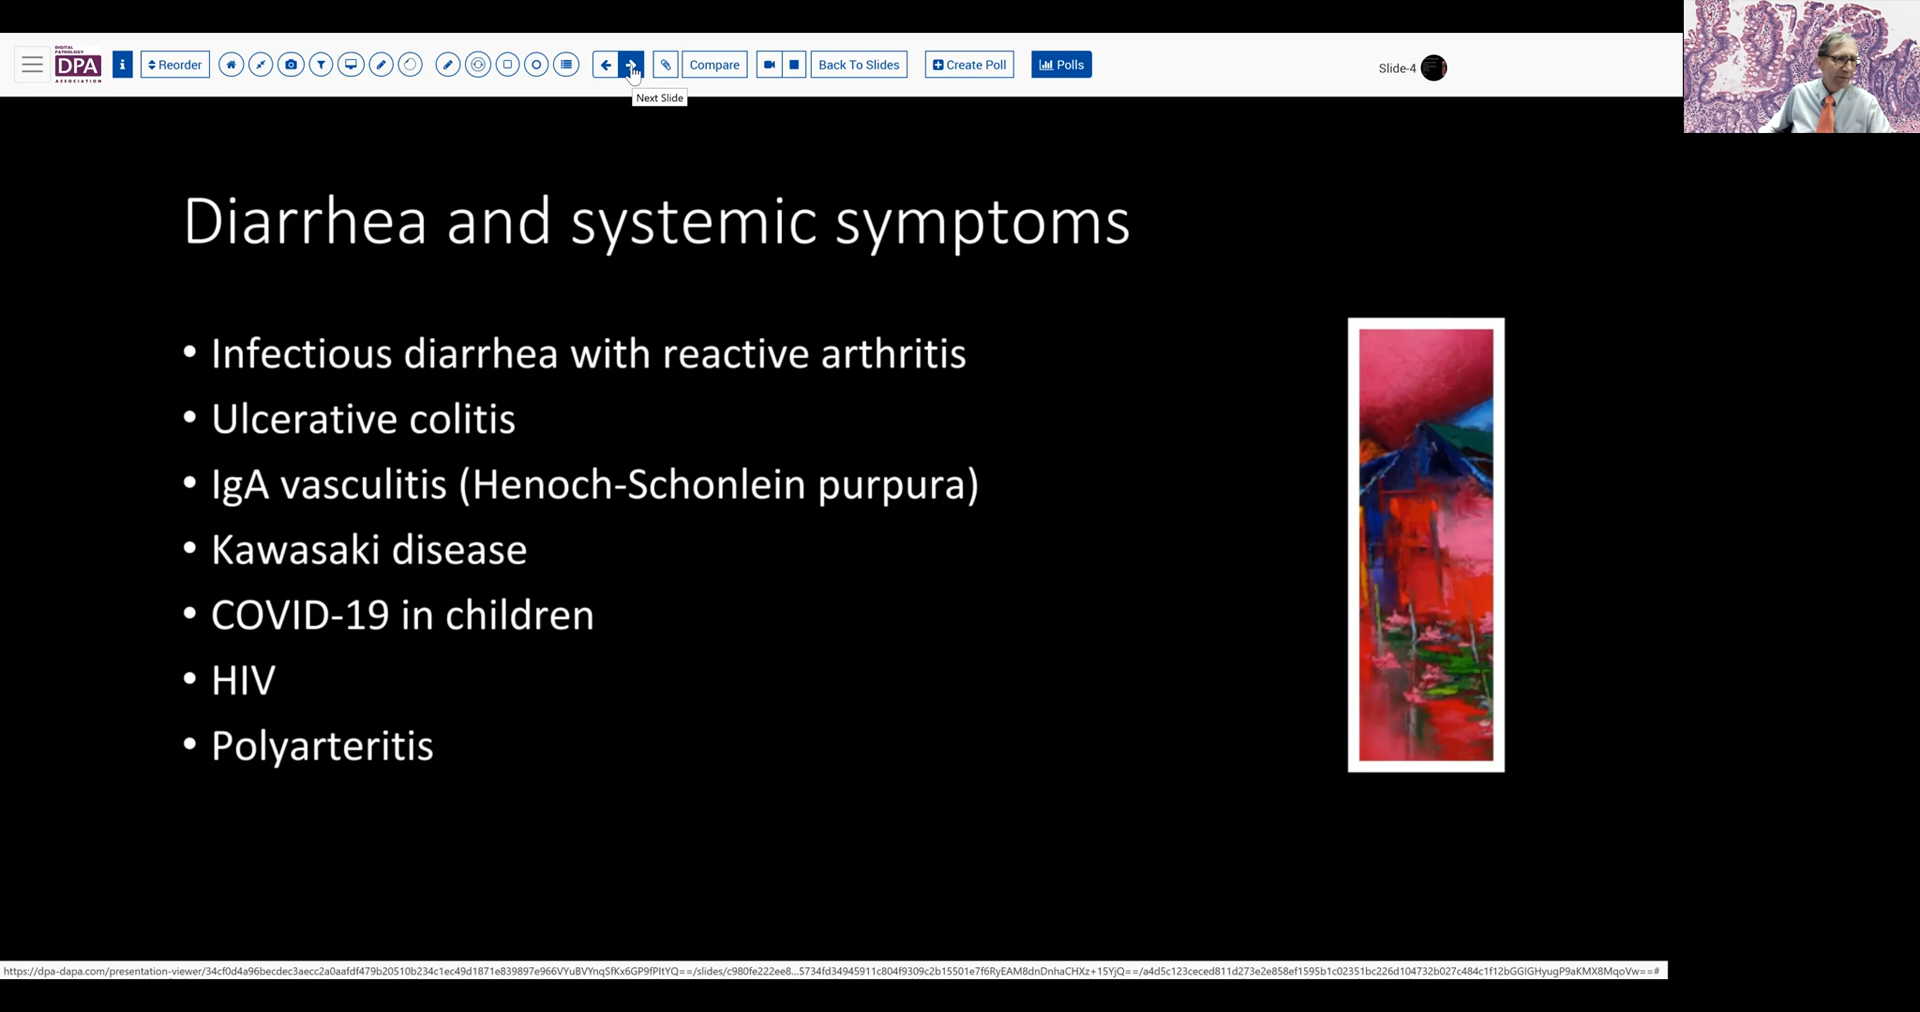 DIGITAL
PATHOLOGY
DPA
ASSOCIATION
i
Reorder
Compare
Back To Slides
Create Poll
Polls
Slide-4
Next Slide
Diarrhea and systemic symptoms
• Infectious diarrhea with reactive arthritis
• Ulcerative colitis
• IgA vasculitis (Henoch-Schonlein purpura)
• Kawasaki disease
• COVID-19 in children
• HIV
• Polyarteritis